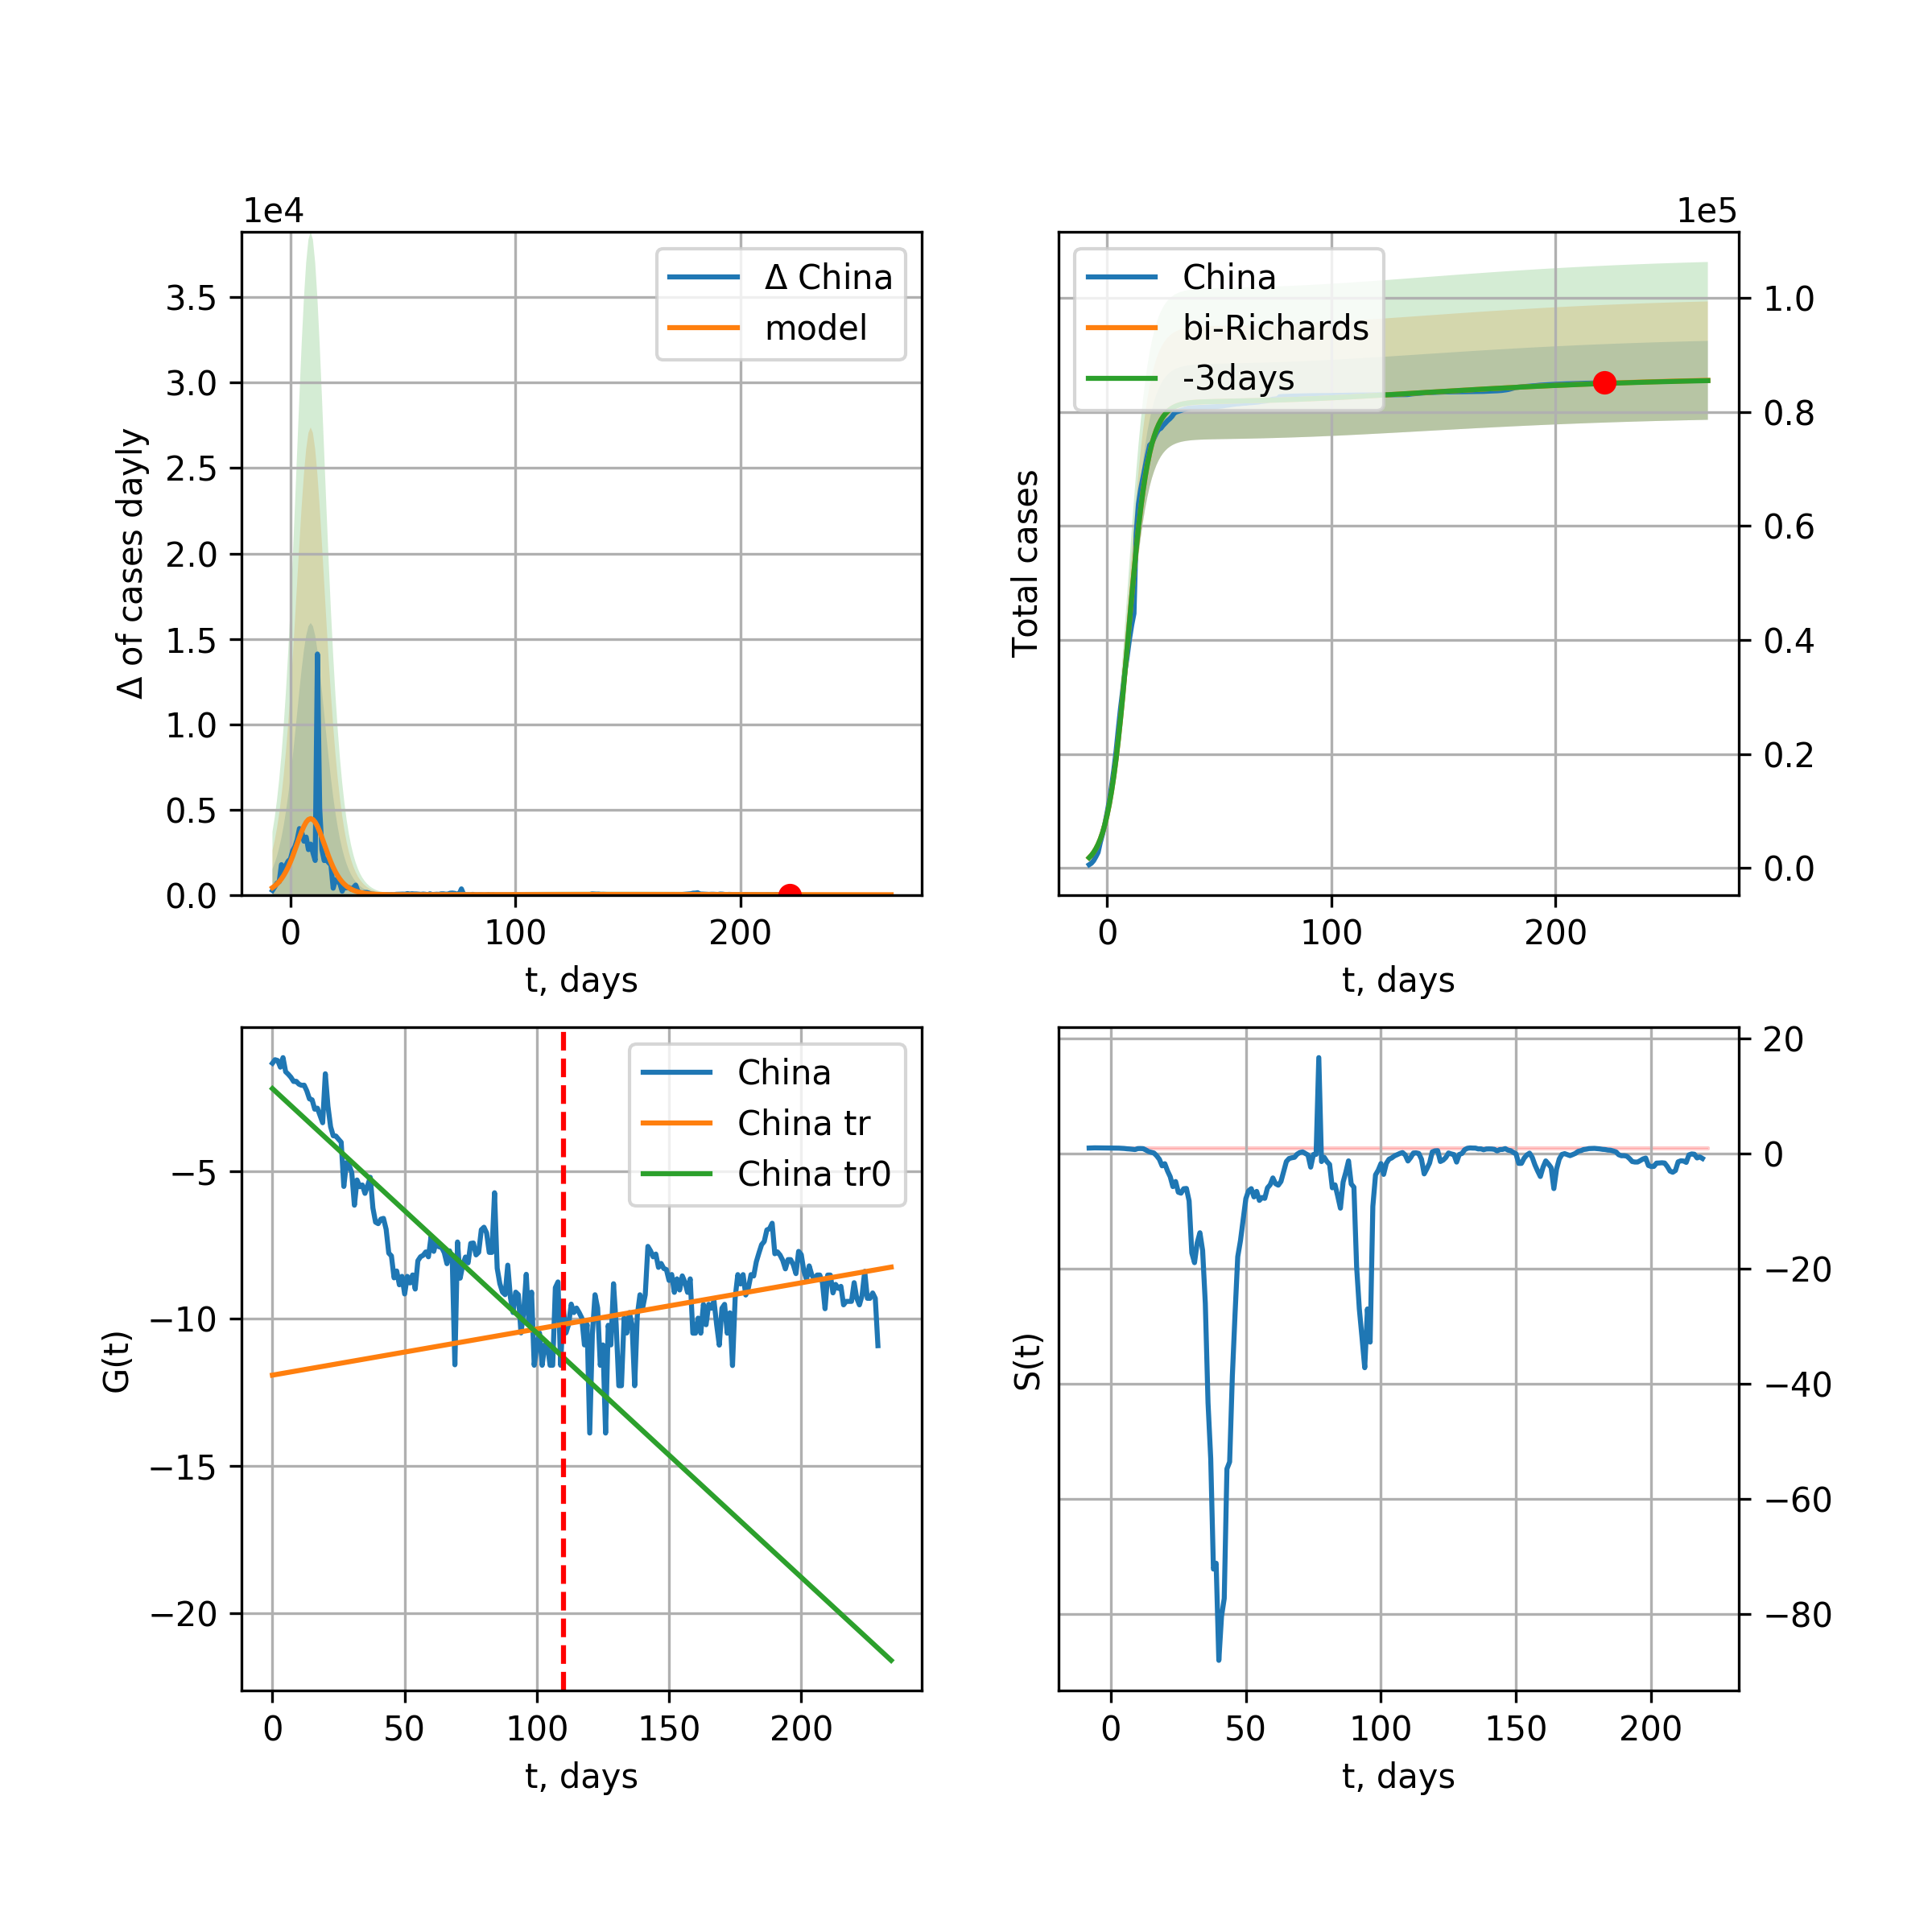 1e4
Δ China
model
3.5
3.0
2.5
2.0
1.5
1.0
0.5
0.0
Δ of cases dayly
0 100 200
t, days
1e5
China
bi-Richards
-3days
1.0
0.8
0.6
0.4
0.2
0.0
Total cases
0 100 200
t, days
China
China tr
China tr0
−5
−10
−15
−20
G(t)
0 50 100 150 200
t, days
20
0
−20
−40
−60
−80
S(t)
0 50 100 150 200
t, days